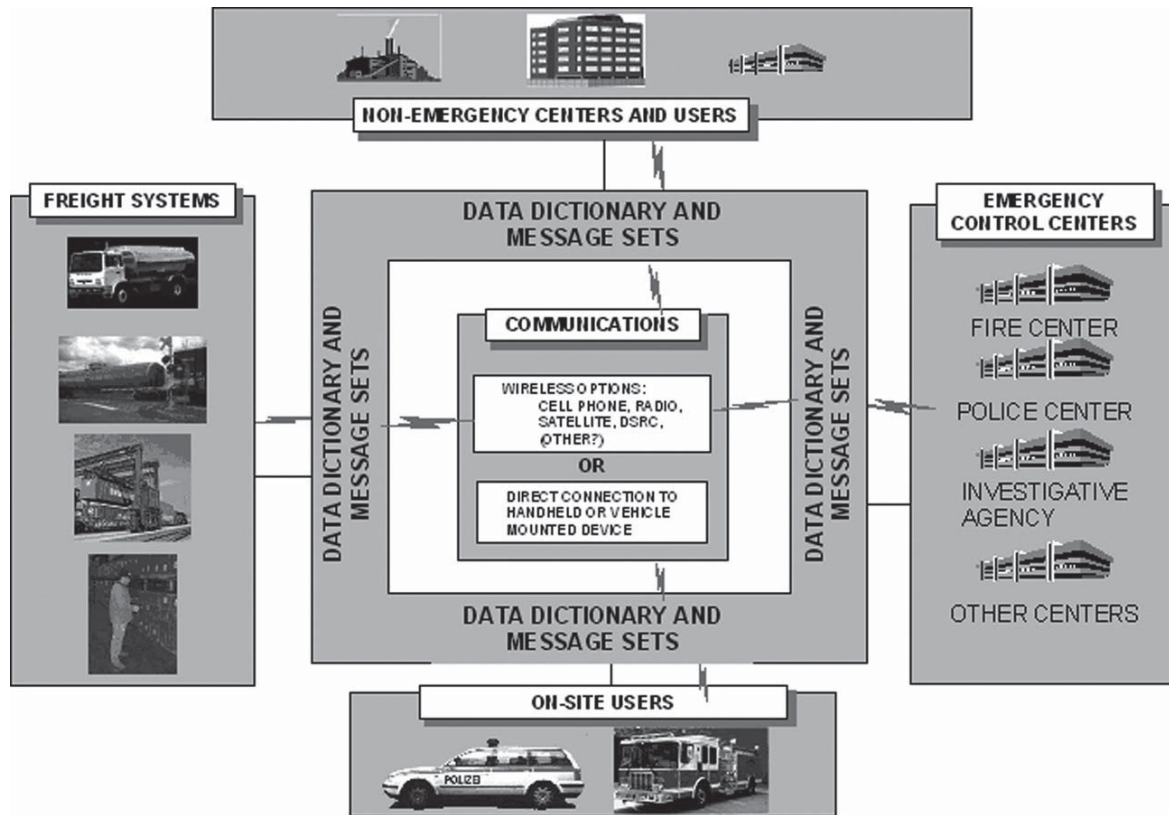 NON-EMERGENCY CENTERS AND USERS
FREIGHT SYSTEMS
DATA DICTIONARY AND
MESSAGE SETS
EMERGENCY
CONTROL CENTERS
DATA DICTIONARY AND
MESSAGE SETS
COMMUNICATIONS
WIRELESS OPTIONS:
CELL PHONE, RADIO,
SATELLITE, DSRC,
(OTHER?)
OR
DIRECT CONNECTION TO
HANDHELD OR VEHICLE
MOUNTED DEVICE
DATA DICTIONARY AND
MESSAGE SETS
FIRE CENTER
POLICE CENTER
INVESTIGATIVE
AGENCY
OTHER CENTERS
DATA DICTIONARY AND
MESSAGE SETS
ON-SITE USERS
POLIZEI